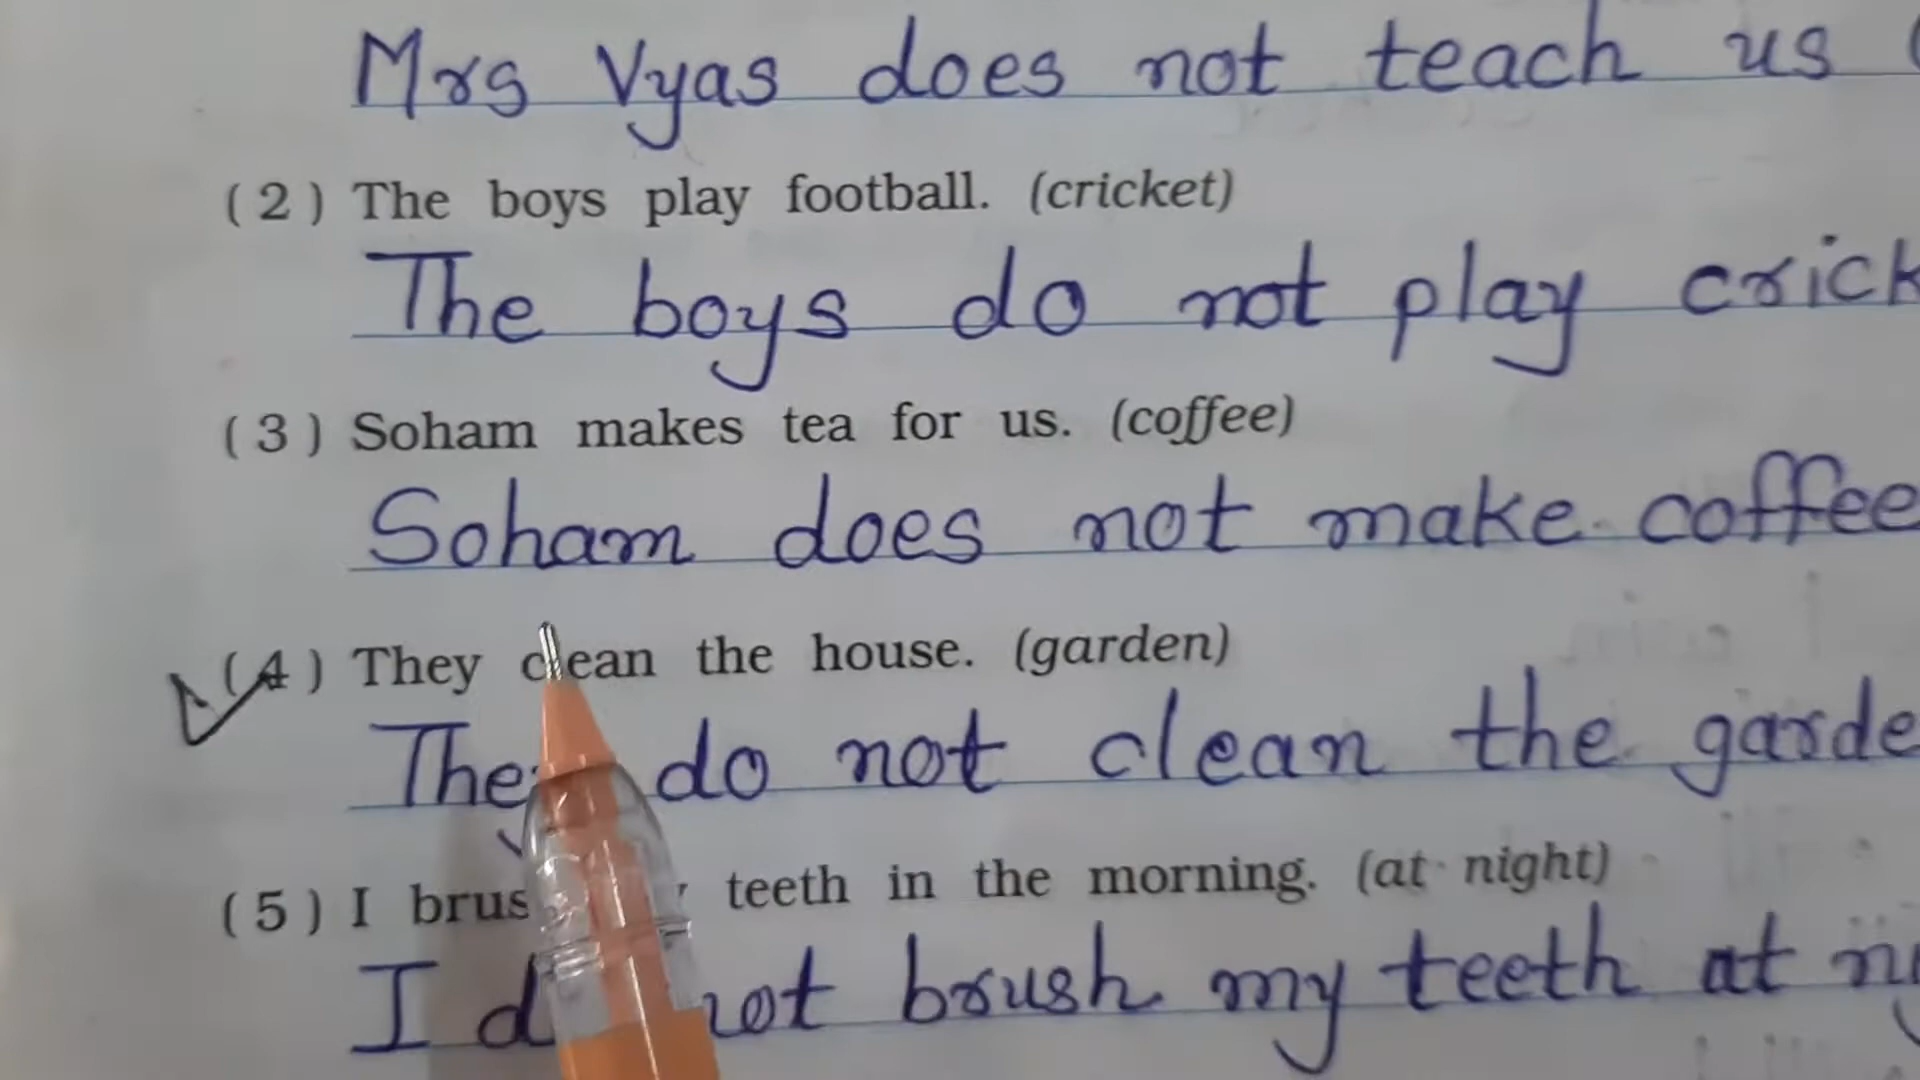 Mrs Vyas does not teach us
(2) The boys play football. (cricket)
The boys do not play crick
(3) Soham makes tea for us. (coffee)
Soham does not make coffee
(4) They clean the house. (garden)
They do not clean the garde
(5) I brus teeth in the morning. (at night)
I d not brush my teeth at